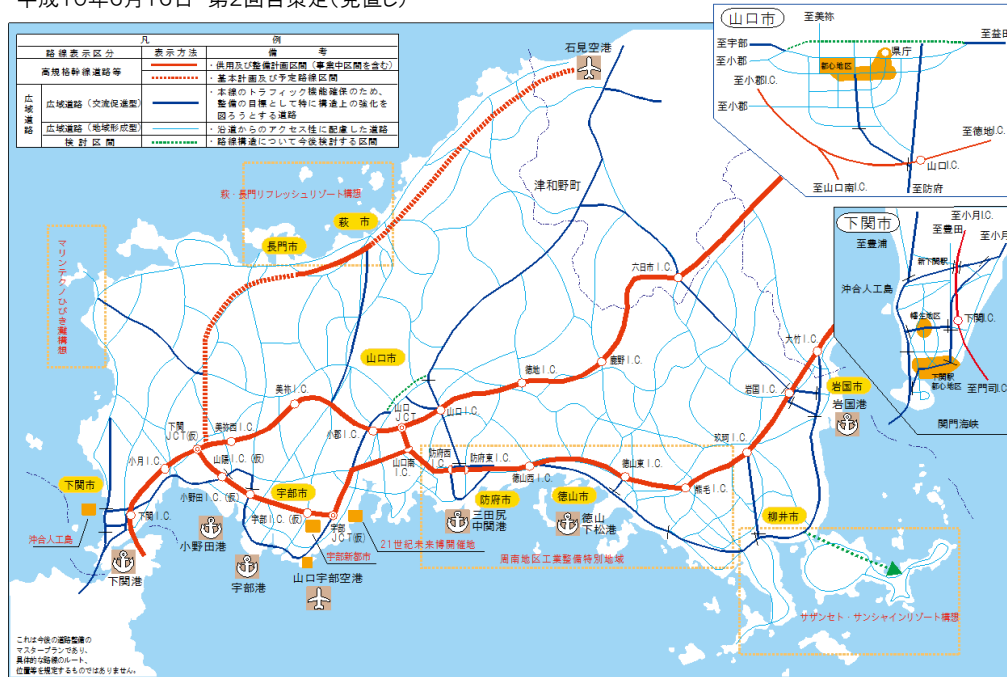 平成10年6月16日 第2回目策定(見直し)
凡 例
路線表示区分 表示方法 備 考
高規格幹線道路等
・供用及び整備計画区間(事業中区間を含む)
・基本計画及び予定路線区間
広域道路
広域道路(交流促進型)
・本線のトラフィック機能確保のため、
整備の目標として特に構造上の強化を
図ろうとする道路
広域道路(地域形成型)
・沿道からのアクセス性に配慮した道路
検討区間
・路線構造について今後検討する区間
石見空港
山口市
至美祢
至宇部
至小郡
至益田
県庁
都心地区
至小郡I.C.
至小郡
至徳地I.C.
山口I.C.
至山口南I.C.
至防府
下関市
至小月I.C.
至豊田
至小月
至豊浦
新下関駅
沖合人工島
幡生地区
下関I.C.
下関駅
都心地区
至門司I.C.
関門海峡
萩・長門リフレッシュリゾート構想
萩 市
長門市
津和野町
マリンテクノひびき灘構想
六日市I.C.
山口市
徳地I.C.
鹿野I.C.
大竹I.C.
岩国I.C.
岩国市
岩国港
美祢I.C.
山口
JCT
山口I.C.
小郡I.C.
下関
JCT(仮)
美祢西I.C.
山陽I.C.(仮)
小月I.C.
山口南
I.C.
防府西
I.C.
防府東I.C.
徳山西I.C.
徳山東I.C.
玖珂I.C.
熊毛I.C.
下関市
小野田I.C.(仮)
宇部市
防府市
徳山市
柳井市
下関I.C.
宇部I.C.(仮)
宇部
JCT(仮)
三田尻
中関港
徳山
下松港
沖合人工島
小野田港
21世紀未来博開催地
宇部新都市
周南地区工業整備特別地域
下関港
宇部港
山口宇部空港
サザンセト・サンシャインリゾート構想
これは今後の道路整備の
マスタープランであり、
具体的な路線のルート、
位置等を規定するものではありません。